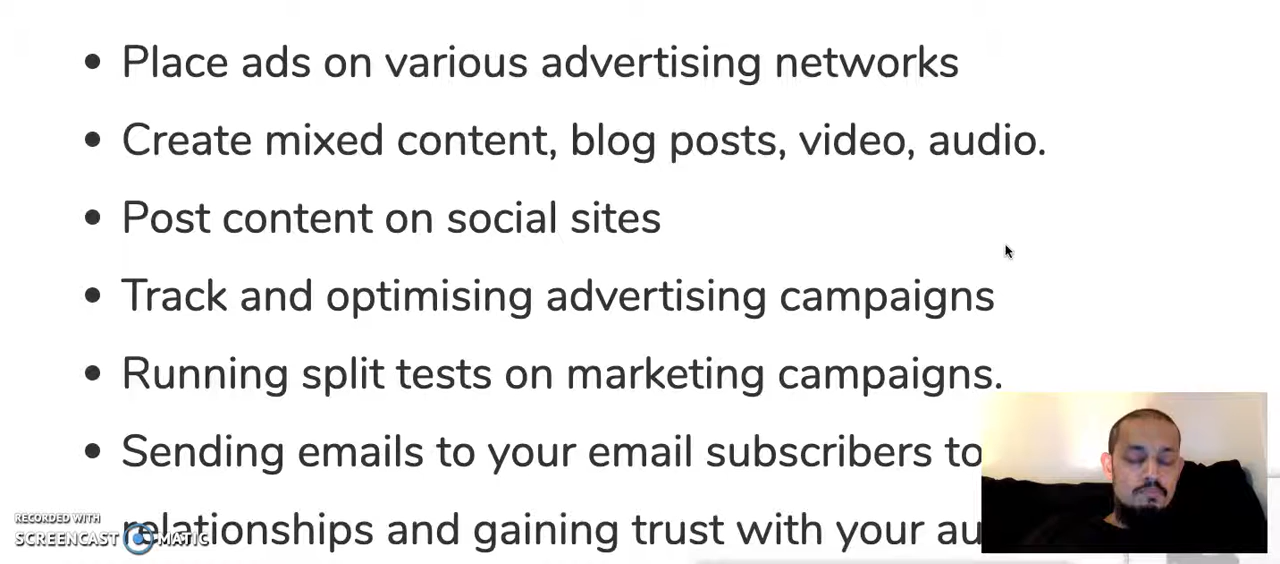 Place ads on various advertising networks
Create mixed content, blog posts, video, audio.
Post content on social sites
Track and optimising advertising campaigns
Running split tests on marketing campaigns.
Sending emails to your email subscribers to
relationships and gaining trust with your au
RECORDED WITH
SCREENCAST MATIC